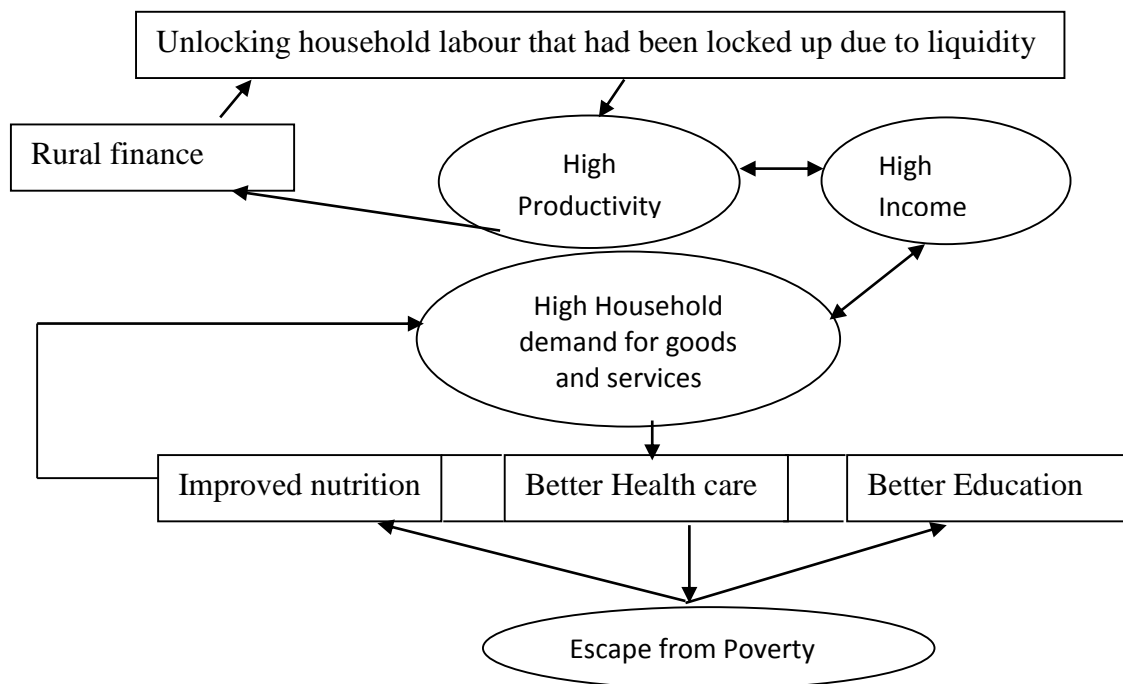 Unlocking household labour that had been locked up due to liquidity
Rural finance
High
Productivity
High
Income
High Household
demand for goods
and services
Improved nutrition
Better Health care
Better Education
Escape from Poverty